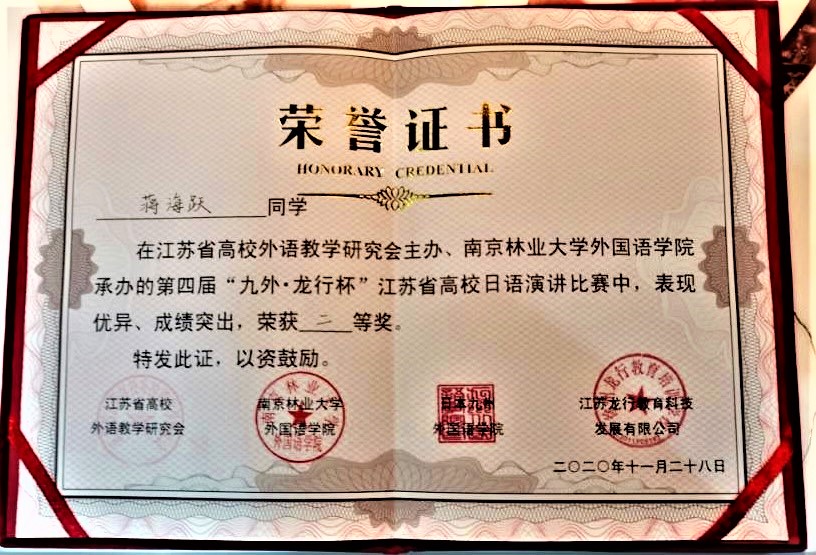 荣誉证书
HONORARY CREDENTIAL
蒋海跃同学
在江苏省高校外语教学研究会主办、南京林业大学外国语学院
承办的第四届“九外·龙行杯”江苏省高校日语演讲比赛中，表现
优异、成绩突出，荣获二等奖。
特发此证，以资鼓励。
江苏省高校
外语教学研究会
南京林业大学
外国语学院
日本九州
外国语学院
江苏龙行教育科技
发展有限公司
二〇二〇年十一月二十八日